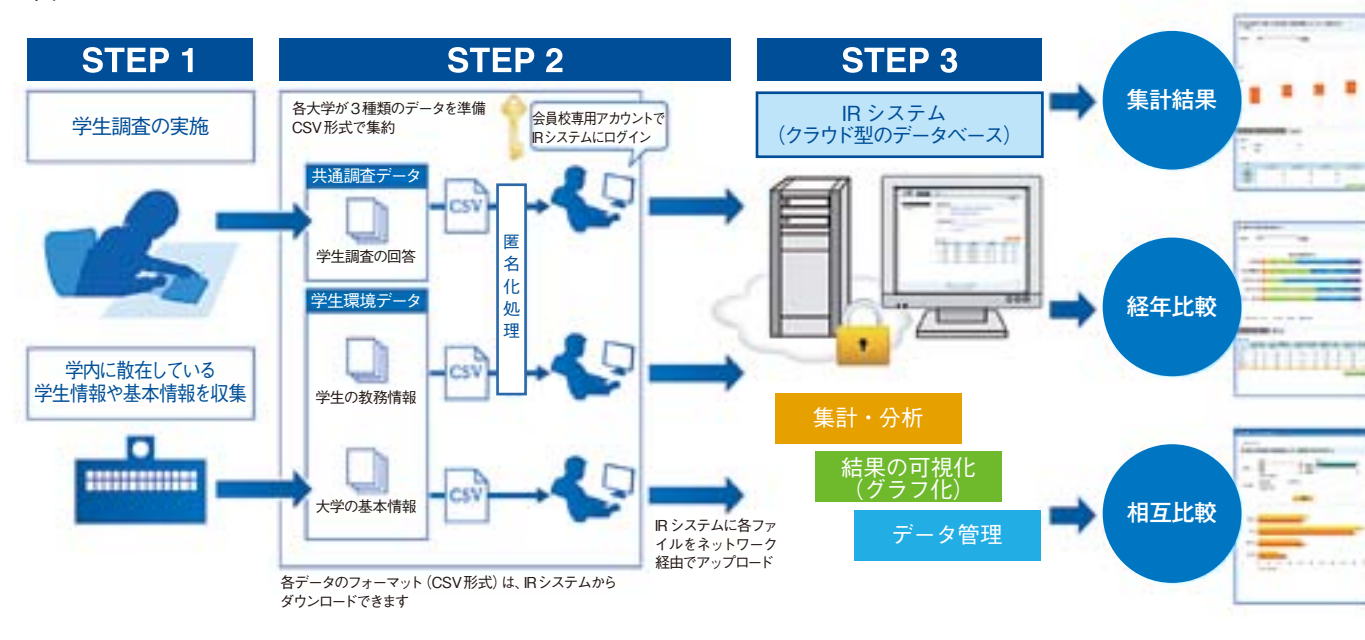 STEP 1
学生調査の実施
学内に散在している
学生情報や基本情報を収集
STEP 2
各大学が3種類のデータを準備
CSV形式で集約
会員校専用アカウントで
IRシステムにログイン
共通調査データ
学生調査の回答
CSV
学生環境データ
学生の教務情報
CSV
大学の基本情報
CSV
匿名化処理
IRシステムに各ファ
イルをネットワーク
経由でアップロード
各データのフォーマット（CSV形式）は、IRシステムから
ダウンロードできます
STEP 3
IRシステム
（クラウド型のデータベース）
集計・分析
結果の可視化
（グラフ化）
データ管理
集計結果
経年比較
相互比較